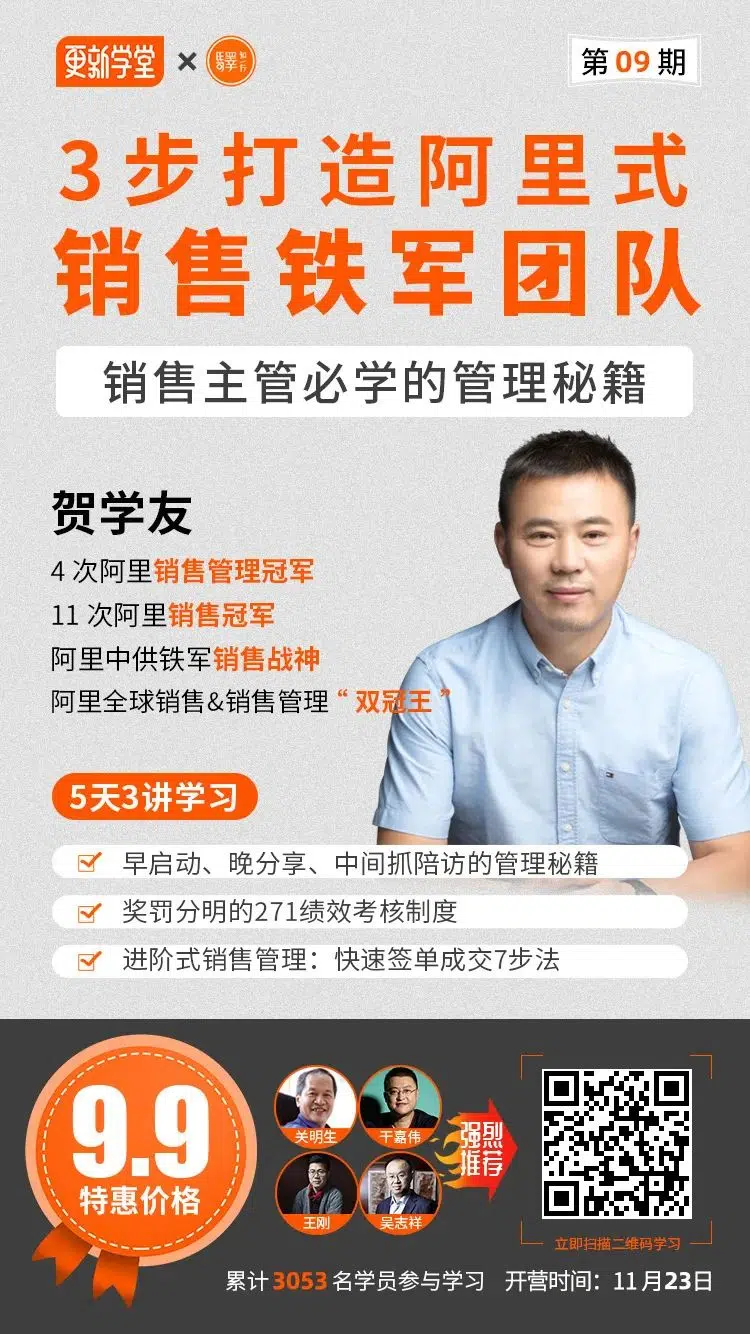 更新学堂 × 驿 知行
第 09 期
3步打造阿里式
销售铁军团队
销售主管必学的管理秘籍
贺学友
4 次阿里销售管理冠军
11 次阿里销售冠军
阿里中供铁军销售战神
阿里全球销售&销售管理“双冠王”
5天3讲学习
早启动、晚分享、中间抓陪访的管理秘籍
奖罚分明的271绩效考核制度
进阶式销售管理：快速签单成交7步法
9.9
特惠价格
关明生
干嘉伟
王刚
吴志祥
强烈
推荐
立即扫描二维码学习
累计 3053 名学员参与学习 开营时间：11月23日